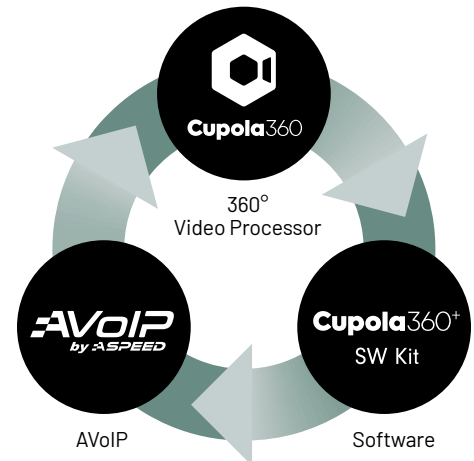 Cupola360
360°
Video Processor
AVoIP
by ASPEED
Cupola360+
SW Kit
AVoIP
Software